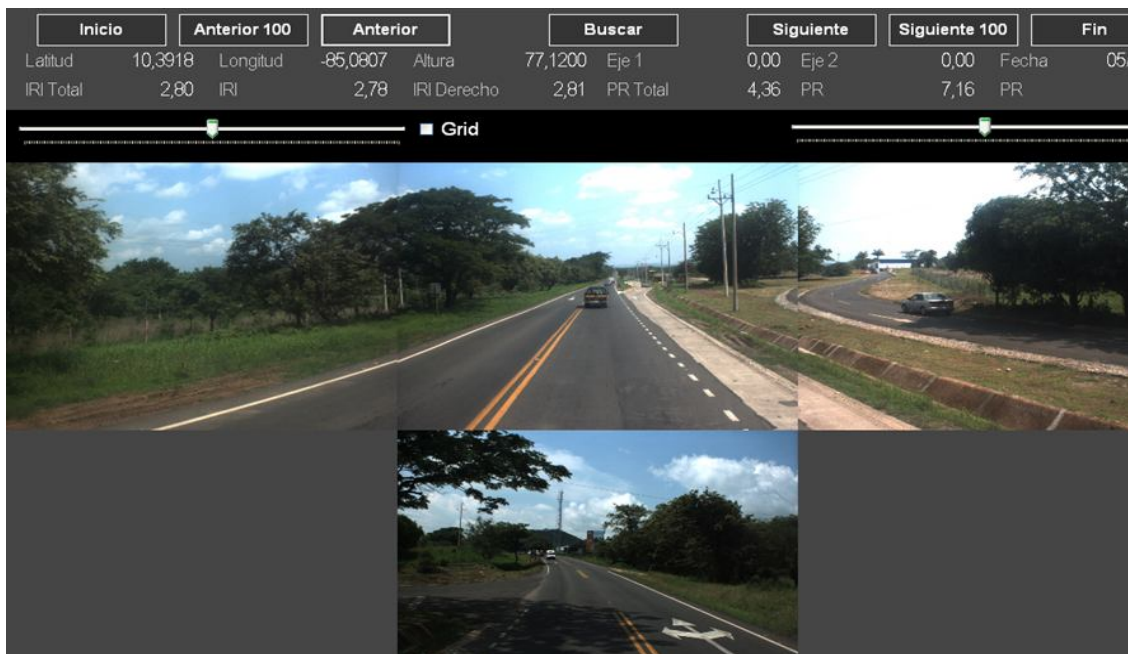 Inicio Anterior 100 Anterior Buscar Siguiente Siguiente 100 Fin
Latitud 10,3918 Longitud -85,0807 Altura 77,1200 Eje 1 0,00 Eje 2 0,00 Fecha 05/
IRI Total 2,80 IRI 2,78 IRI Derecho 2,81 PR Total 4,36 PR 7,16 PR
Grid